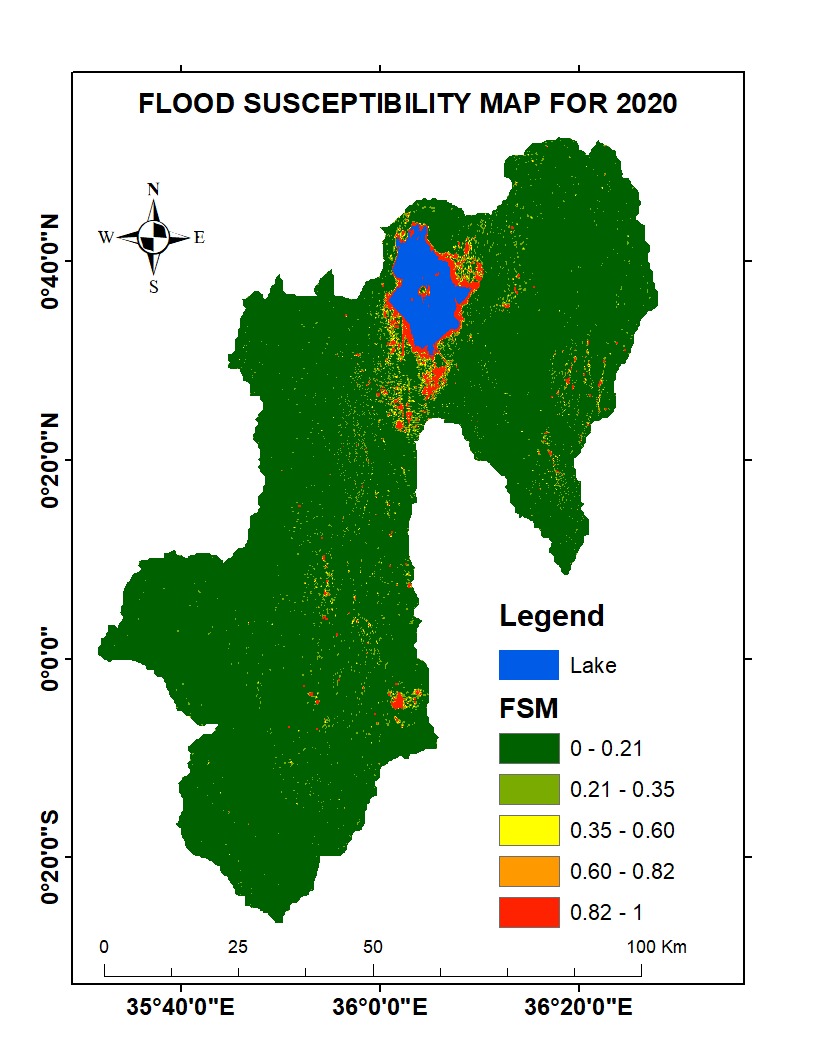 FLOOD SUSCEPTIBILITY MAP FOR 2020
N
W E
S
0°40'0"N
0°20'0"N
0°0'0"
0°20'0"S
Legend
Lake
FSM
0 - 0.21
0.21 - 0.35
0.35 - 0.60
0.60 - 0.82
0.82 - 1
0 25 50 100 Km
35°40'0"E 36°0'0"E 36°20'0"E